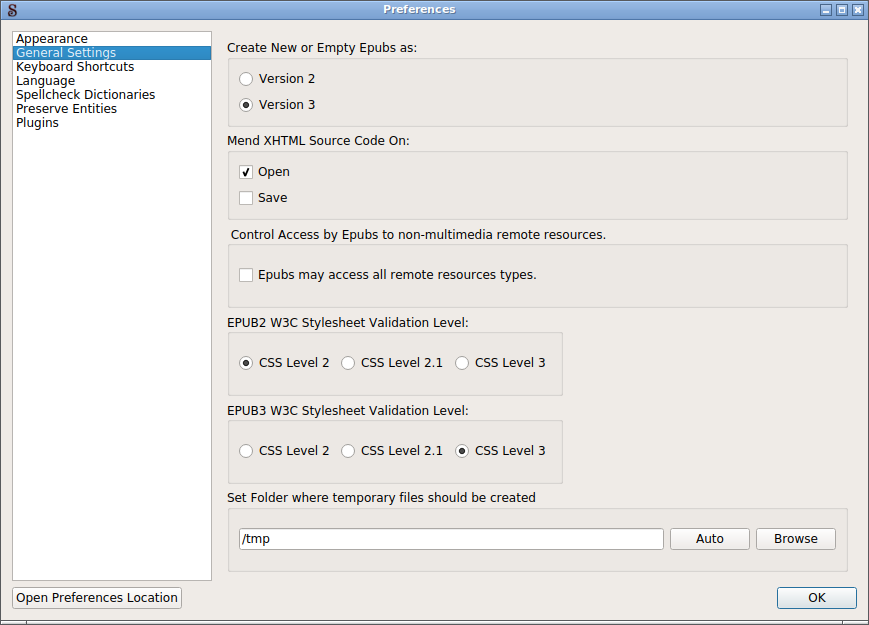 Preferences
Appearance
General Settings
Keyboard Shortcuts
Language
Spellcheck Dictionaries
Preserve Entities
Plugins
Create New or Empty Epubs as:
Version 2
Version 3
Mend XHTML Source Code On:
Open
Save
Control Access by Epubs to non-multimedia remote resources.
Epubs may access all remote resources types.
EPUB2 W3C Stylesheet Validation Level:
CSS Level 2 CSS Level 2.1 CSS Level 3
EPUB3 W3C Stylesheet Validation Level:
CSS Level 2 CSS Level 2.1 CSS Level 3
Set Folder where temporary files should be created
/tmp Auto Browse
Open Preferences Location OK